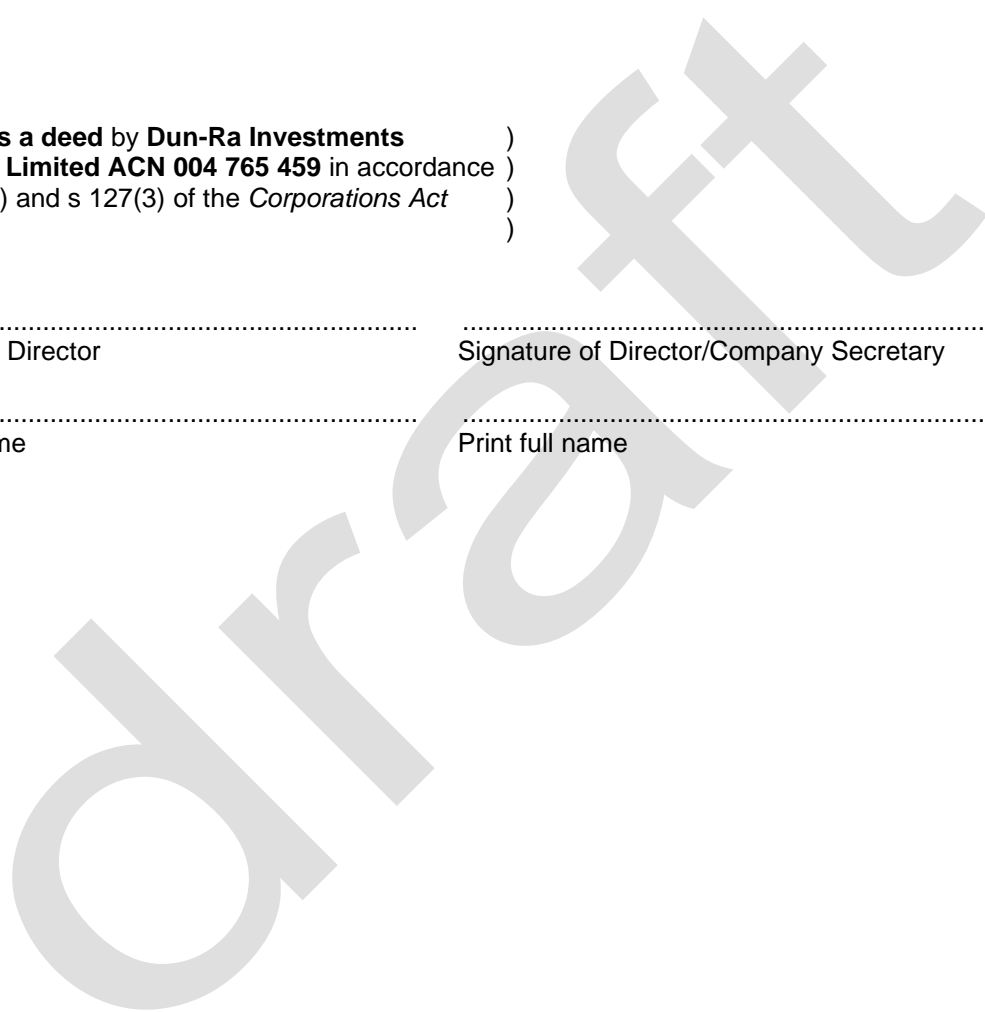 s a deed by Dun-Ra Investments )
Limited ACN 004 765 459 in accordance )
) and s 127(3) of the Corporations Act )
)
........................................................ ........................................................................
Director Signature of Director/Company Secretary
........................................................ ........................................................................
me Print full name
draft